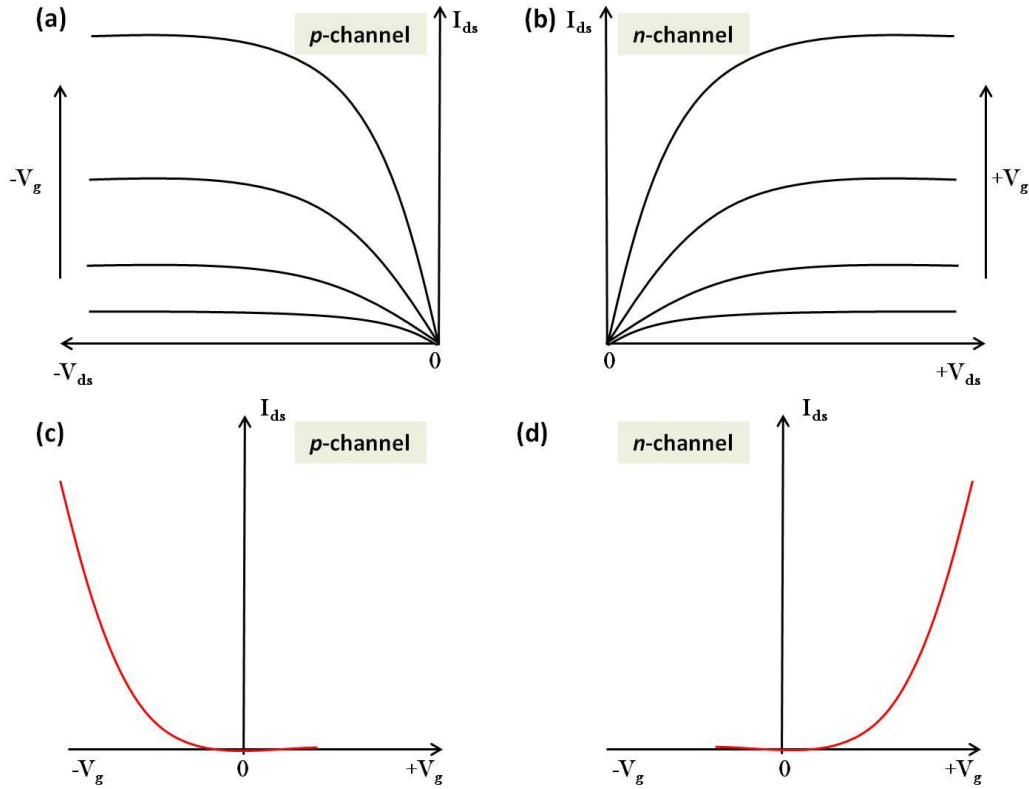 (a)
p-channel
I_ds
-V_g
-V_ds
0
(b)
I_ds
n-channel
+V_g
0
+V_ds
(c)
I_ds
p-channel
-V_g
0
+V_g
(d)
n-channel
I_ds
-V_g
0
+V_g